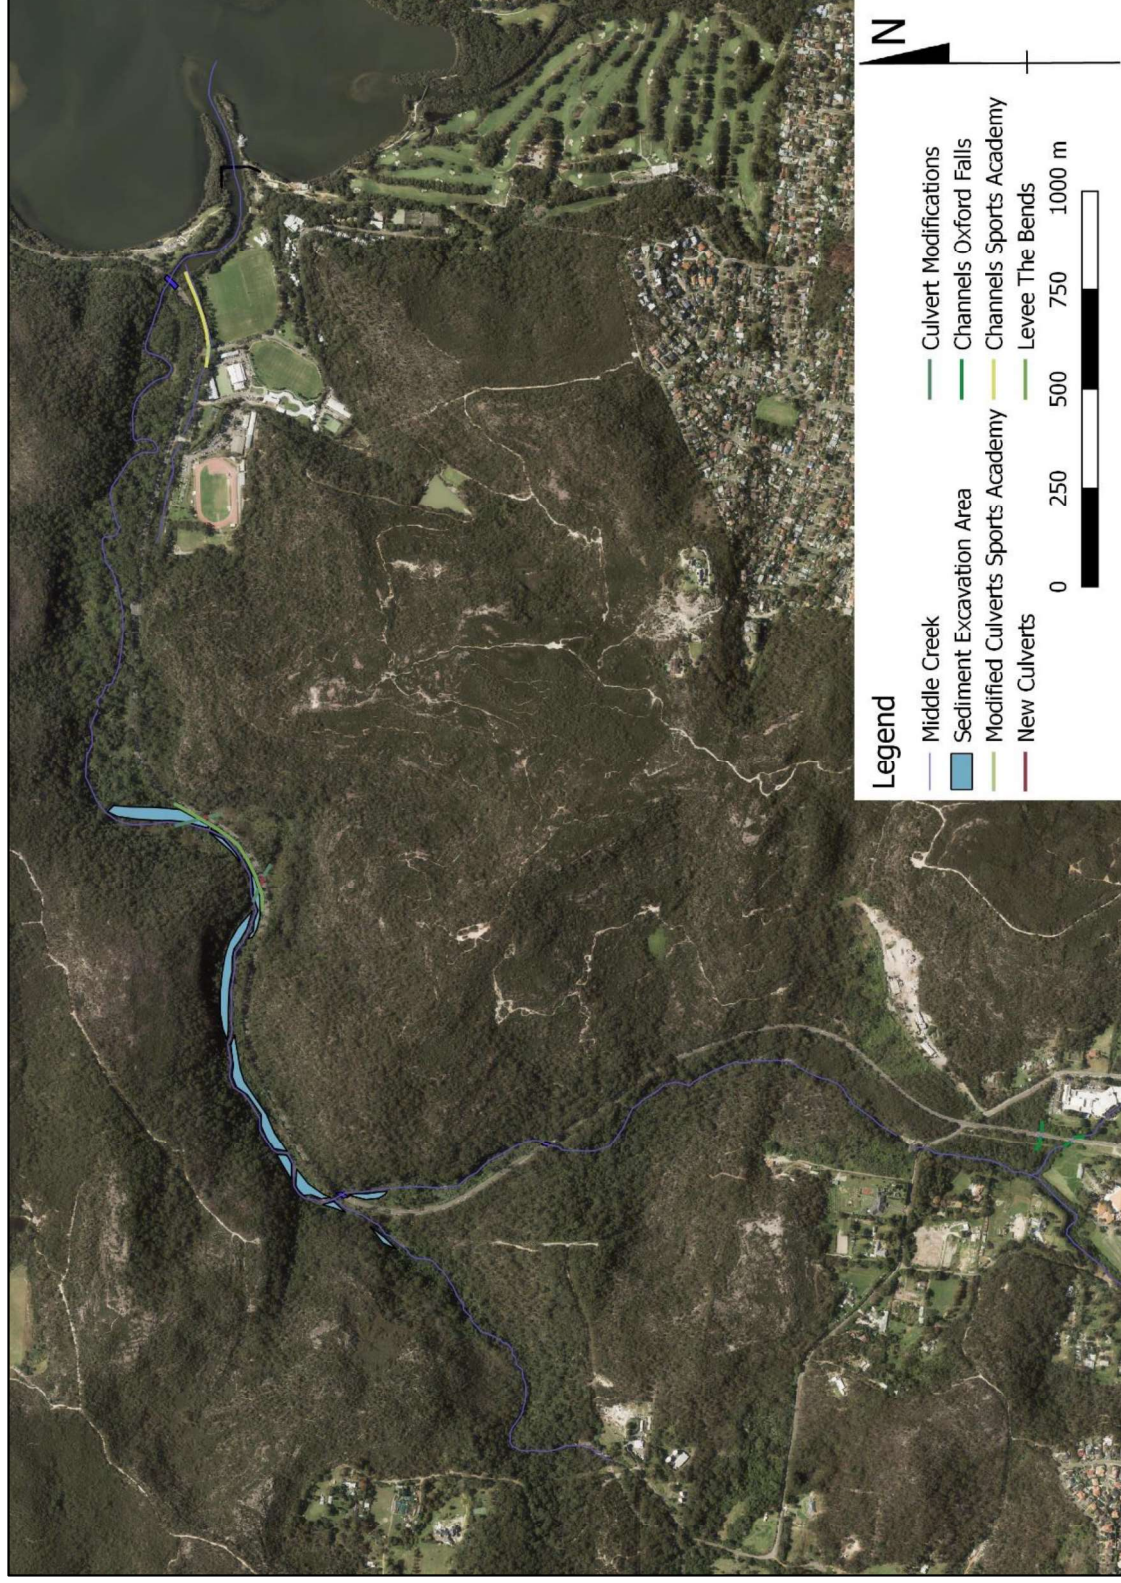 N
Legend
Middle Creek
Sediment Excavation Area
Modified Culverts Sports Academy
New Culverts
Culvert Modifications
Channels Oxford Falls
Channels Sports Academy
Levee The Bends
0 250 500 750 1000 m